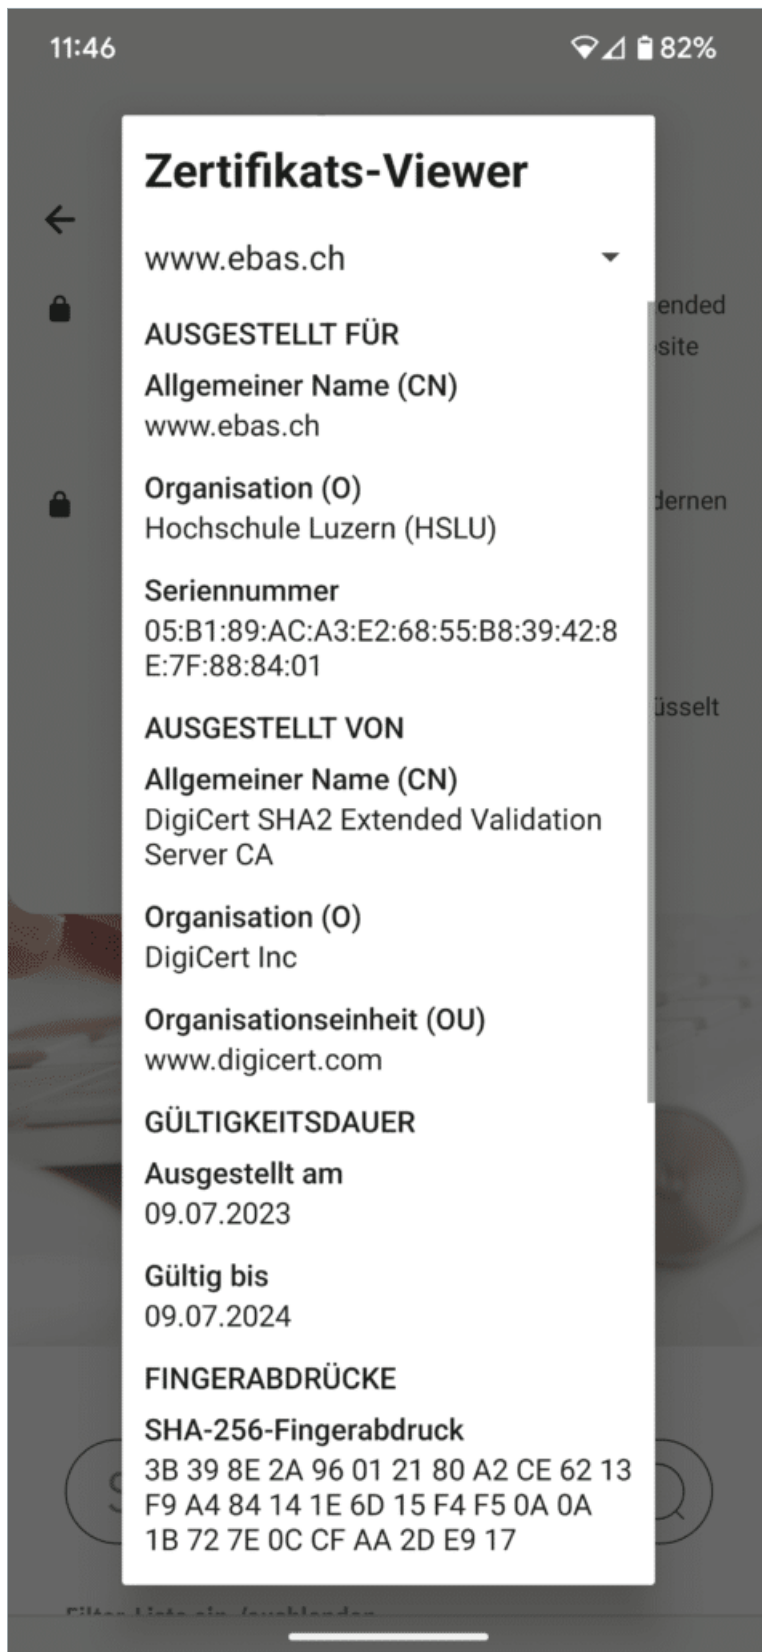 11:46
82%
Zertifikats-Viewer
www.ebas.ch
AUSGESTELLT FÜR
ended
site
Allgemeiner Name (CN)
www.ebas.ch
Organisation (O)
dernen
Hochschule Luzern (HSLU)
Seriennummer
05:B1:89:AC:A3:E2:68:55:B8:39:42:8
E:7F:88:84:01
üsselt
AUSGESTELLT VON
Allgemeiner Name (CN)
DigiCert SHA2 Extended Validation
Server CA
Organisation (O)
DigiCert Inc
Organisationseinheit (OU)
www.digicert.com
GÜLTIGKEITSDAUER
Ausgestellt am
09.07.2023
Gültig bis
09.07.2024
FINGERABDRÜCKE
SHA-256-Fingerabdruck
3B 39 8E 2A 96 01 21 80 A2 CE 62 13
F9 A4 84 14 1E 6D 15 F4 F5 0A 0A
1B 72 7E 0C CF AA 2D E9 17